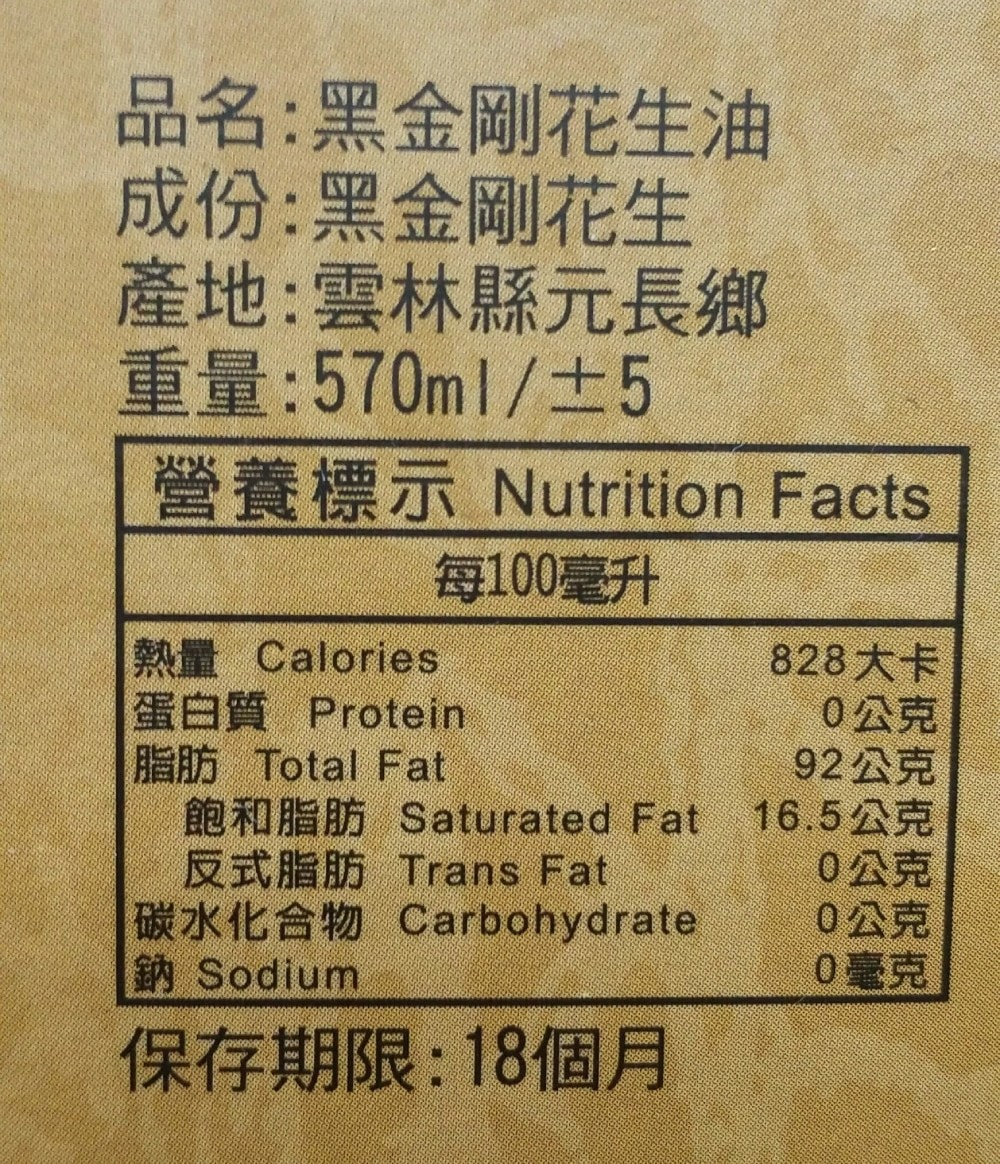 品名:黑金剛花生油
成份:黑金剛花生
產地:雲林縣元長鄉
重量:570ml/±5
營養標示 Nutrition Facts
每100毫升
熱量 Calories 828大卡
蛋白質 Protein 0公克
脂肪 Total Fat 92公克
飽和脂肪 Saturated Fat 16.5公克
反式脂肪 Trans Fat 0公克
碳水化合物 Carbohydrate 0公克
鈉 Sodium 0毫克
保存期限:18個月